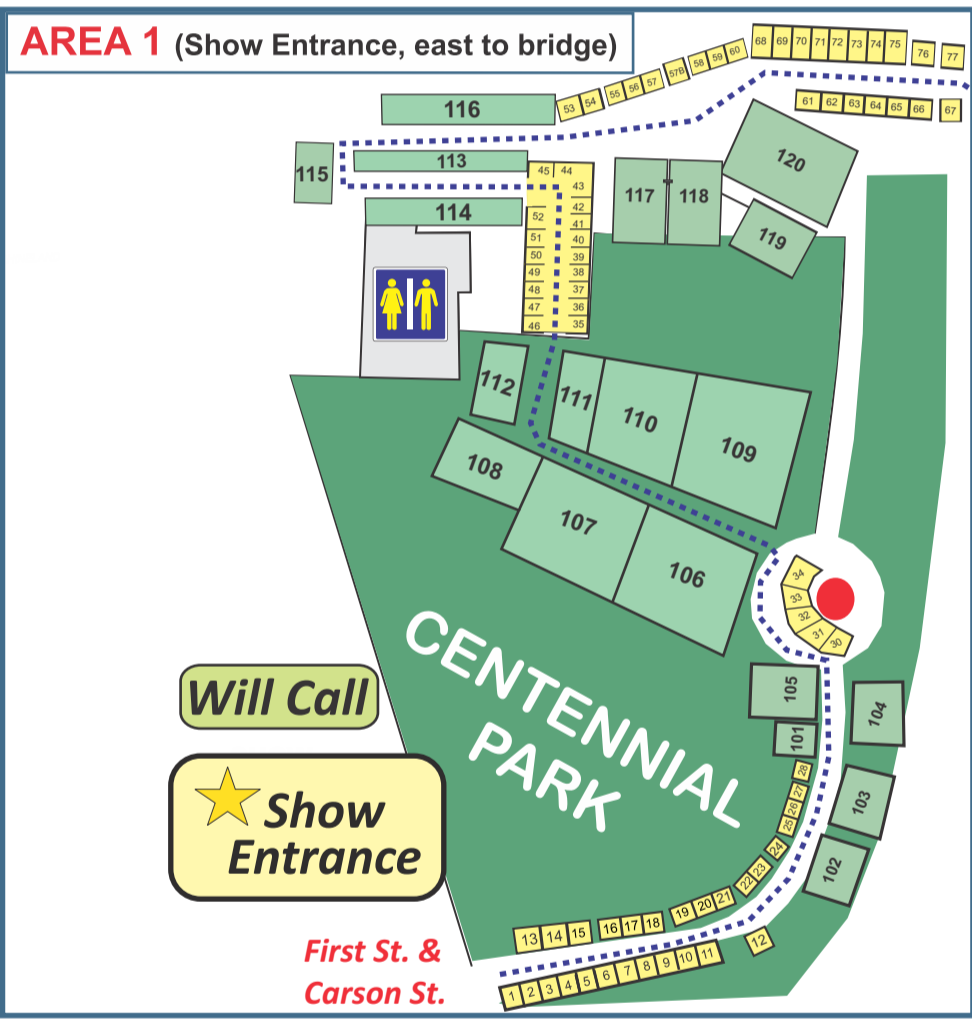 AREA 1 (Show Entrance, east to bridge)
68 69 70 71 72 73 74 75 76 77
53 54 55 56 57 57B 58 59 60
61 62 63 64 65 66 67
116
115
113
114
45 44
43
52 42
41
51 40
50 39
49 38
48 37
47 36
46 35
117 118
120
119
112
111
110
109
108
107
106
34
33
32
31
30
105
104
101
103
102
CENTENNIAL
PARK
Will Call
Show
Entrance
28
27
26
25
24
23
22
19 20 21
16 17 18
13 14 15
12
First St. &
Carson St.
1 2 3 4 5 6 7 8 9 10 11